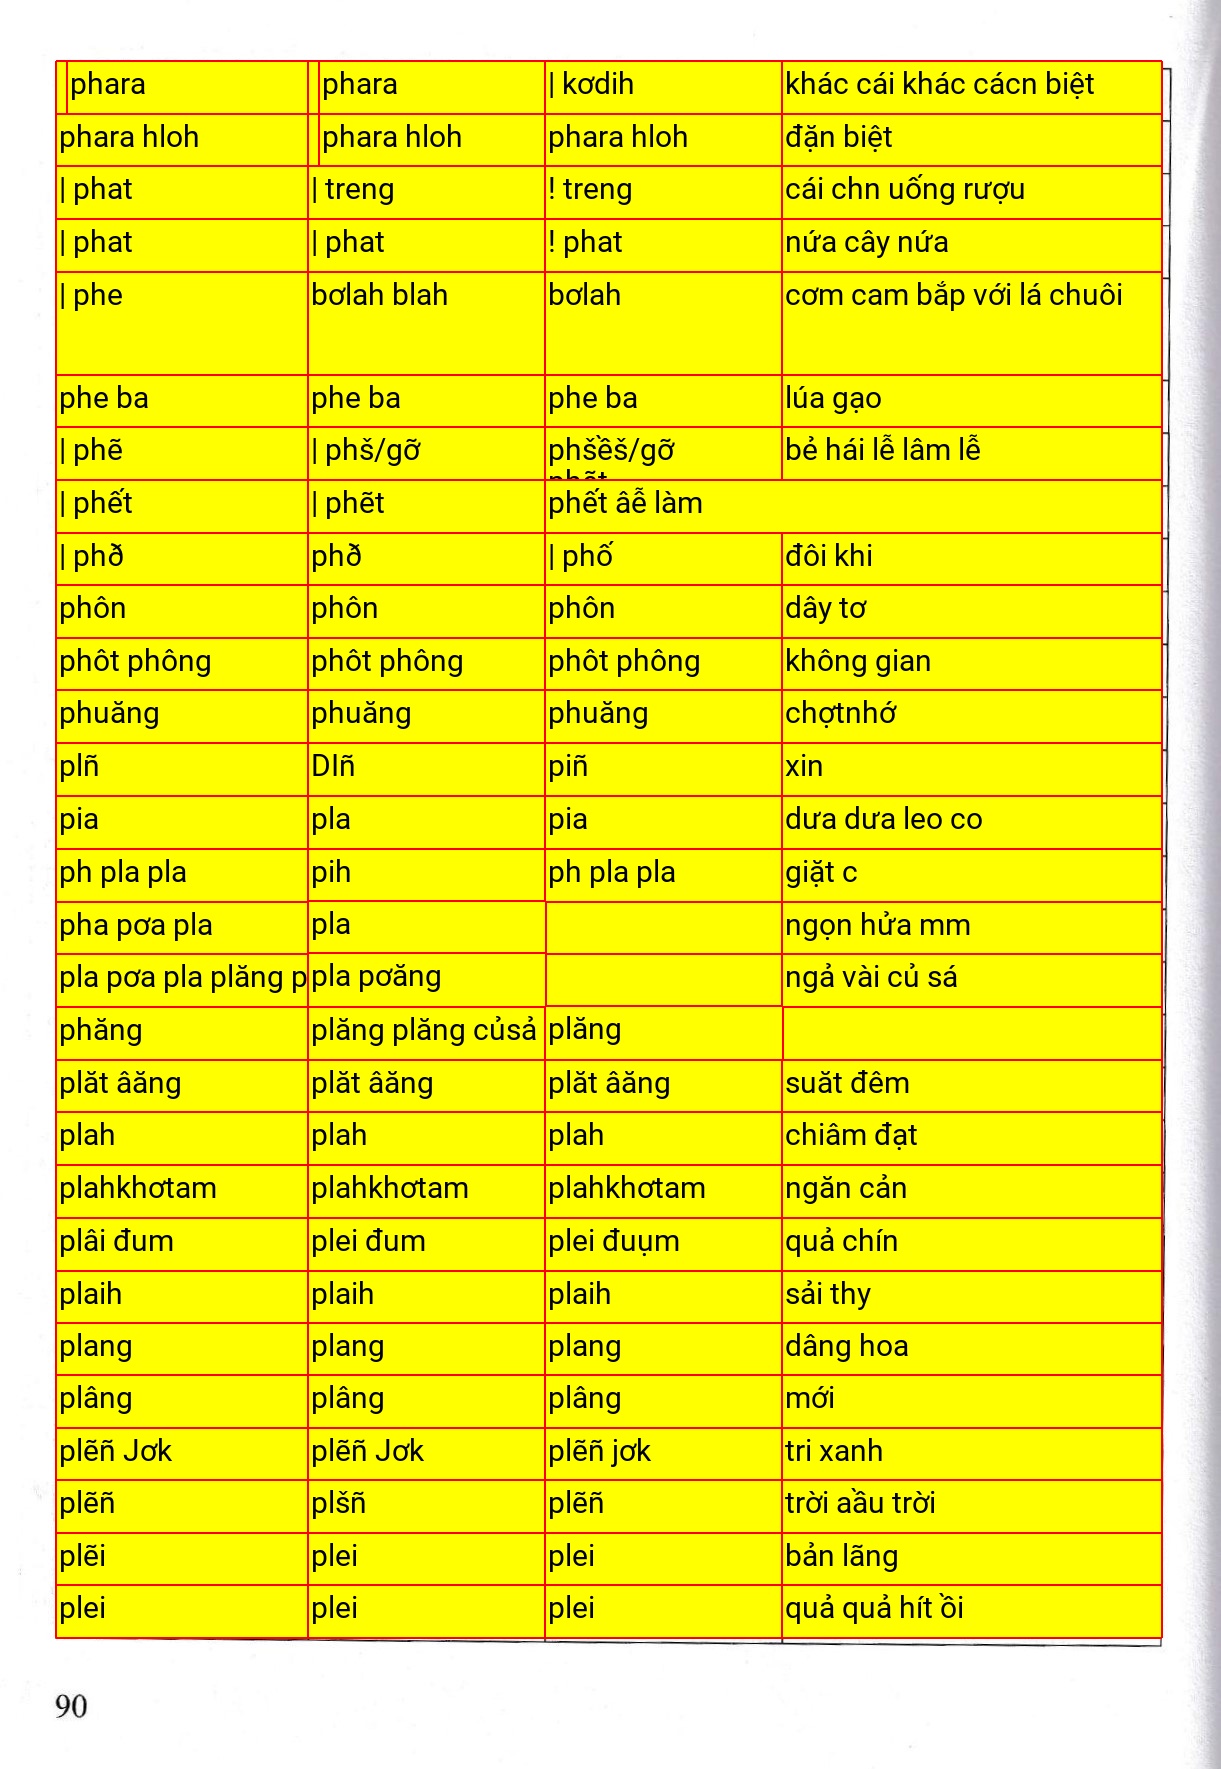 phara phara | kơdih khác cái khác cácn biệt
phara hloh phara hloh phara hloh đặn biệt
| phat | treng ! treng cái chn uống rượu
| phat | phat ! phat nứa cây nứa
| phe bơlah blah bơlah cơm cam bắp với lá chuôi
phe ba phe ba phe ba lúa gạo
| phẽ | phš/gỡ phšềš/gỡ bẻ hái lễ lâm lễ
| phết | phẽt phết âễ làm
| phð phð | phố đôi khi
phôn phôn phôn dây tơ
phôt phông phôt phông phôt phông không gian
phuăng phuăng phuăng chợtnhớ
plñ DIñ piñ xin
pia pla pia dưa dưa leo co
ph pla pla pih ph pla pla giặt c
pha pơa pla pla ngọn hửa mm
pla pơa pla plăng p pla pơăng ngả vài củ sá
phăng plăng plăng củsả plăng
plăt âăng plăt âăng plăt âăng suăt đêm
plah plah plah chiâm đạt
plahkhơtam plahkhơtam plahkhơtam ngăn cản
plâi đum plei đum plei đuụm quả chín
plaih plaih plaih sải thy
plang plang plang dâng hoa
plâng plâng plâng mới
plẽñ Jơk plẽñ Jơk plẽñ jơk tri xanh
plẽñ plšñ plẽñ trời aầu trời
plẽi plei plei bản lãng
plei plei plei quả quả hít ồi
90